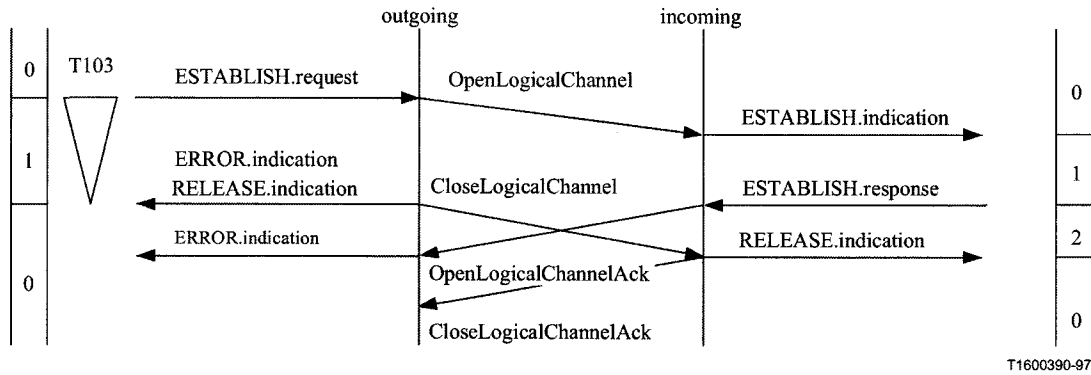 outgoing incoming
0 T103 ESTABLISH.request OpenLogicalChannel 0
ESTABLISH.indication
1 ERROR.indication 1
RELEASE.indication CloseLogicalChannel ESTABLISH.response
ERROR.indication RELEASE.indication 2
0 OpenLogicalChannelAck
CloseLogicalChannelAck 0
T1600390-97